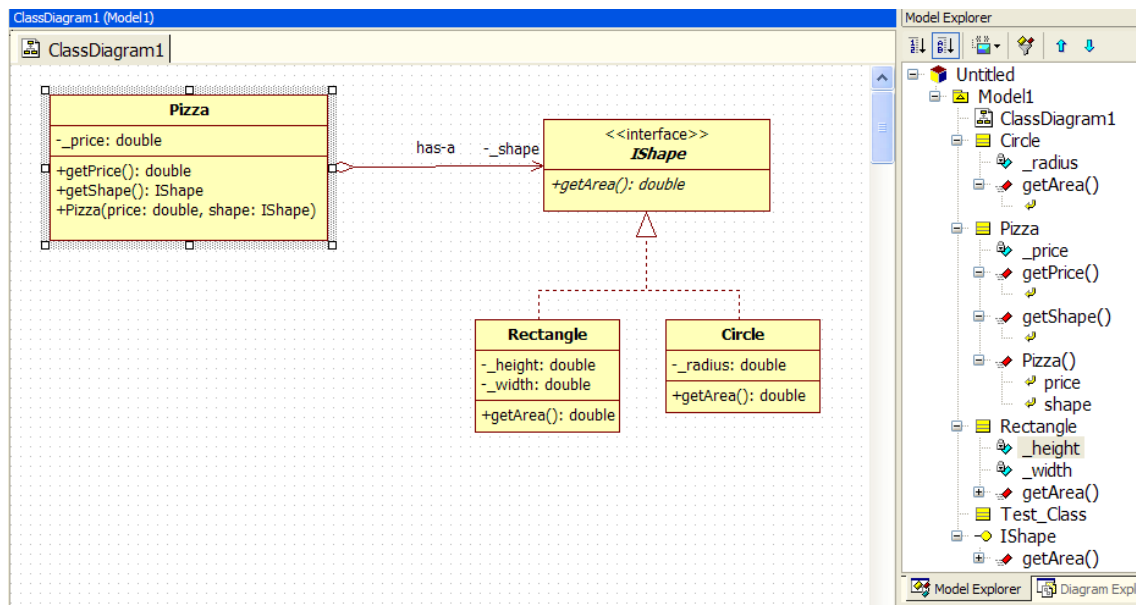 ClassDiagram1 (Model1)
ClassDiagram1
Pizza
-_price: double
+getPrice(): double
+getShape(): IShape
+Pizza(price: double, shape: IShape)
has-a
-_shape
<<interface>>
IShape
+getArea(): double
Rectangle
-_height: double
-_width: double
+getArea(): double
Circle
-_radius: double
+getArea(): double
Model Explorer
Untitled
Model1
ClassDiagram1
Circle
_radius
getArea()
Pizza
_price
getPrice()
getShape()
Pizza()
price
shape
Rectangle
_height
_width
getArea()
Test_Class
IShape
getArea()
Model Explorer
Diagram Expl